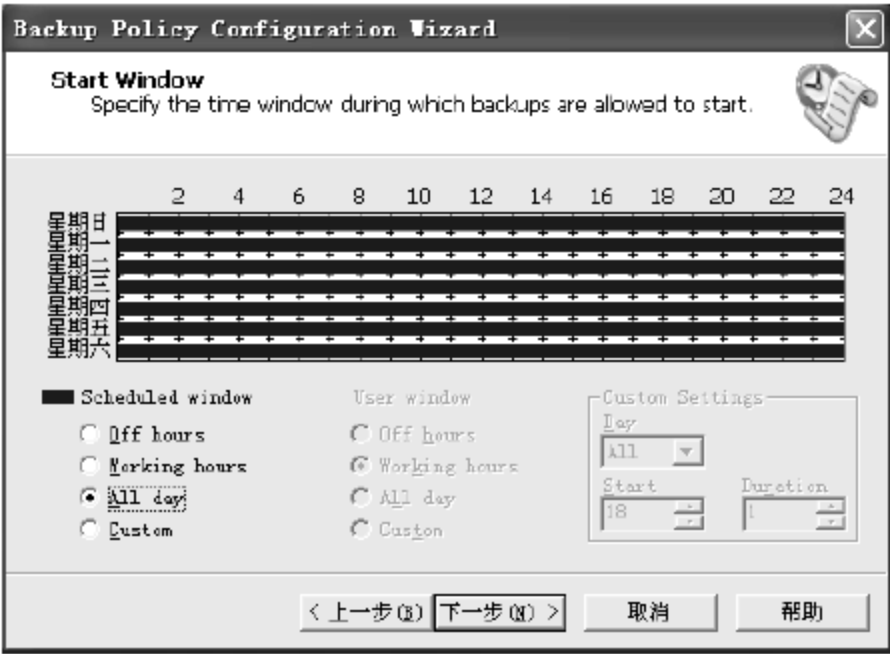 Backup Policy Configuration Wizard
Start Window
Specify the time window during which backups are allowed to start.
2 4 6 8 10 12 14 16 18 20 22 24
星期日
星期一
星期二
星期三
星期四
星期五
星期六
Scheduled window
Off hours
Working hours
All day
Custom
User window
Off hours
Working hours
All day
Custom
Custom Settings
Day
All
Start
Duration
18
1
< 上一步(B)
下一步(N) >
取消
帮助